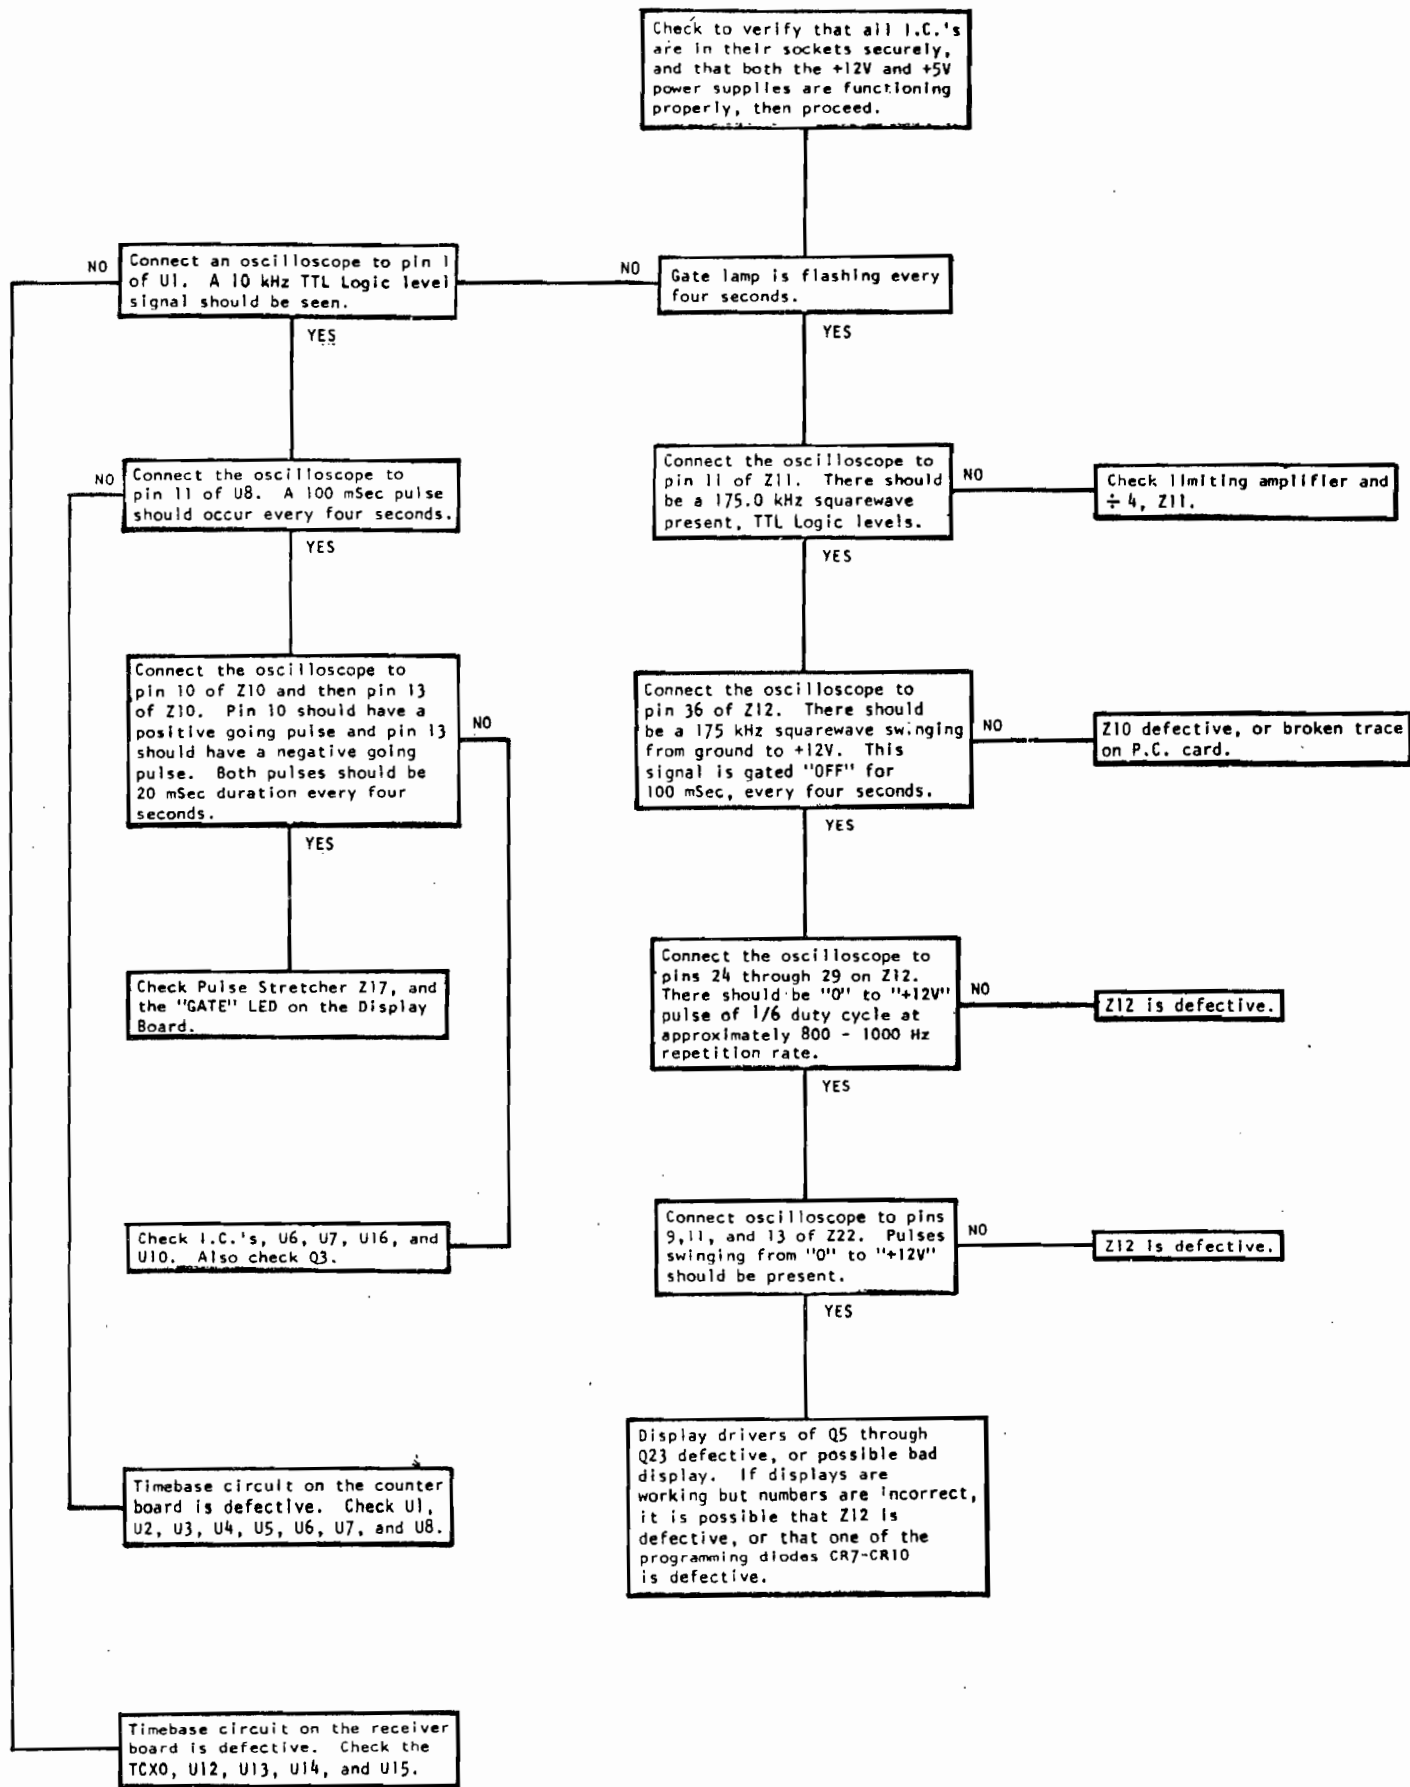 Check to verify that all I.C.'s
are in their sockets securely,
and that both the +12V and +5V
power supplies are functioning
properly, then proceed.
NO
Connect an oscilloscope to pin 1
of U1. A 10 kHz TTL Logic level
signal should be seen.
YES
NO
Gate lamp is flashing every
four seconds.
YES
NO
Connect the oscilloscope to
pin 11 of U8. A 100 mSec pulse
should occur every four seconds.
YES
Connect the oscilloscope to
pin 11 of Z11. There should
be a 175.0 kHz squarewave
present, TTL Logic levels.
NO
YES
Check limiting amplifier and
÷ 4, Z11.
Connect the oscilloscope to
pin 10 of Z10 and then pin 13
of Z10. Pin 10 should have a
positive going pulse and pin 13
should have a negative going
pulse. Both pulses should be
20 mSec duration every four
seconds.
NO
YES
Connect the oscilloscope to
pin 36 of Z12. There should
be a 175 kHz squarewave swinging
from ground to +12V. This
signal is gated "OFF" for
100 mSec, every four seconds.
NO
YES
Z10 defective, or broken trace
on P.C. card.
Check Pulse Stretcher Z17, and
the "GATE" LED on the Display
Board.
Connect the oscilloscope to
pins 24 through 29 on Z12.
There should be "0" to "+12V"
pulse of 1/6 duty cycle at
approximately 800 - 1000 Hz
repetition rate.
NO
YES
Z12 is defective.
Check I.C.'s, U6, U7, U16, and
U10. Also check Q3.
Connect oscilloscope to pins
9,11, and 13 of Z22. Pulses
swinging from "0" to "+12V"
should be present.
NO
YES
Z12 is defective.
Timebase circuit on the counter
board is defective. Check U1,
U2, U3, U4, U5, U6, U7, and U8.
Display drivers of Q5 through
Q23 defective, or possible bad
display. If displays are
working but numbers are incorrect,
it is possible that Z12 is
defective, or that one of the
programming diodes CR7-CR10
is defective.
Timebase circuit on the receiver
board is defective. Check the
TCXO, U12, U13, U14, and U15.